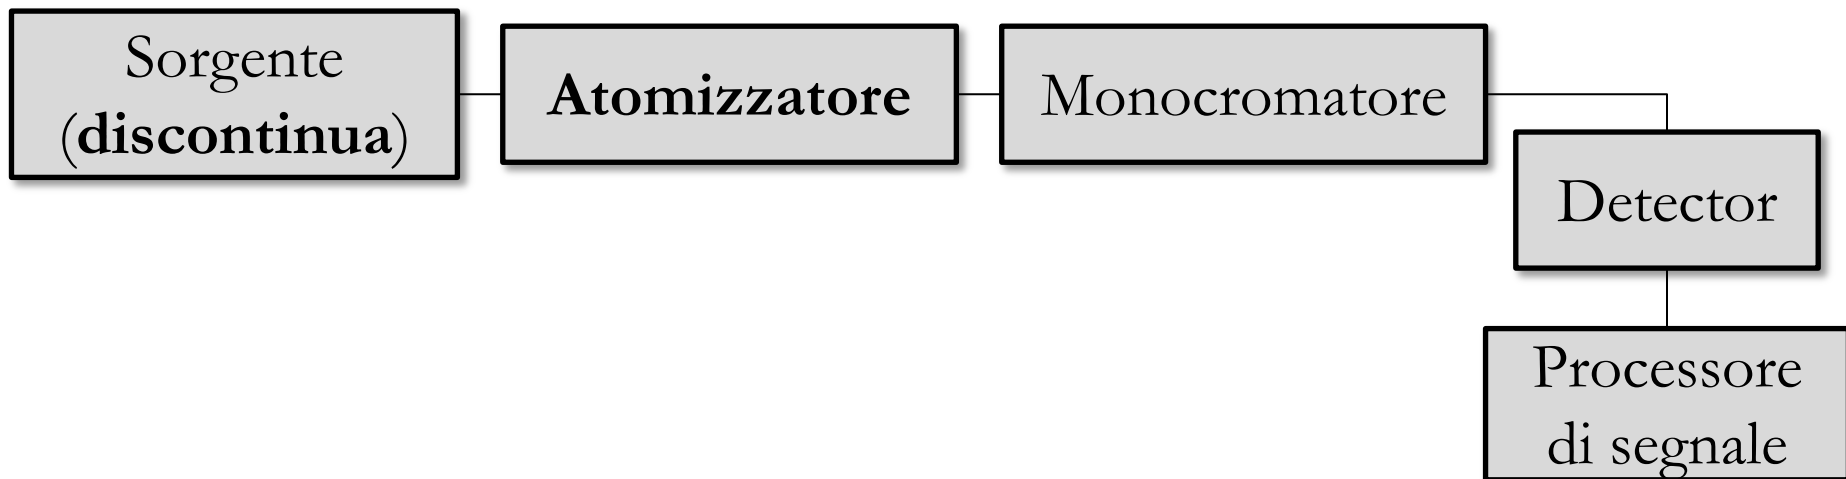 Sorgente
(discontinua)
Atomizzatore
Monocromatore
Detector
Processore
di segnale